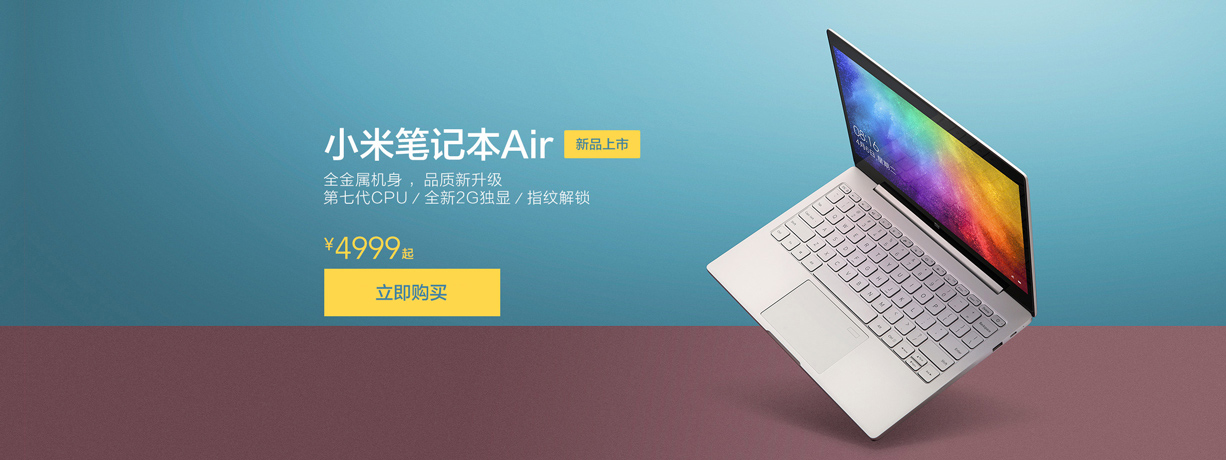 小米笔记本Air 新品上市
全金属机身 ，品质新升级
第七代CPU / 全新2G独显 / 指纹解锁
¥4999起
立即购买
08:16